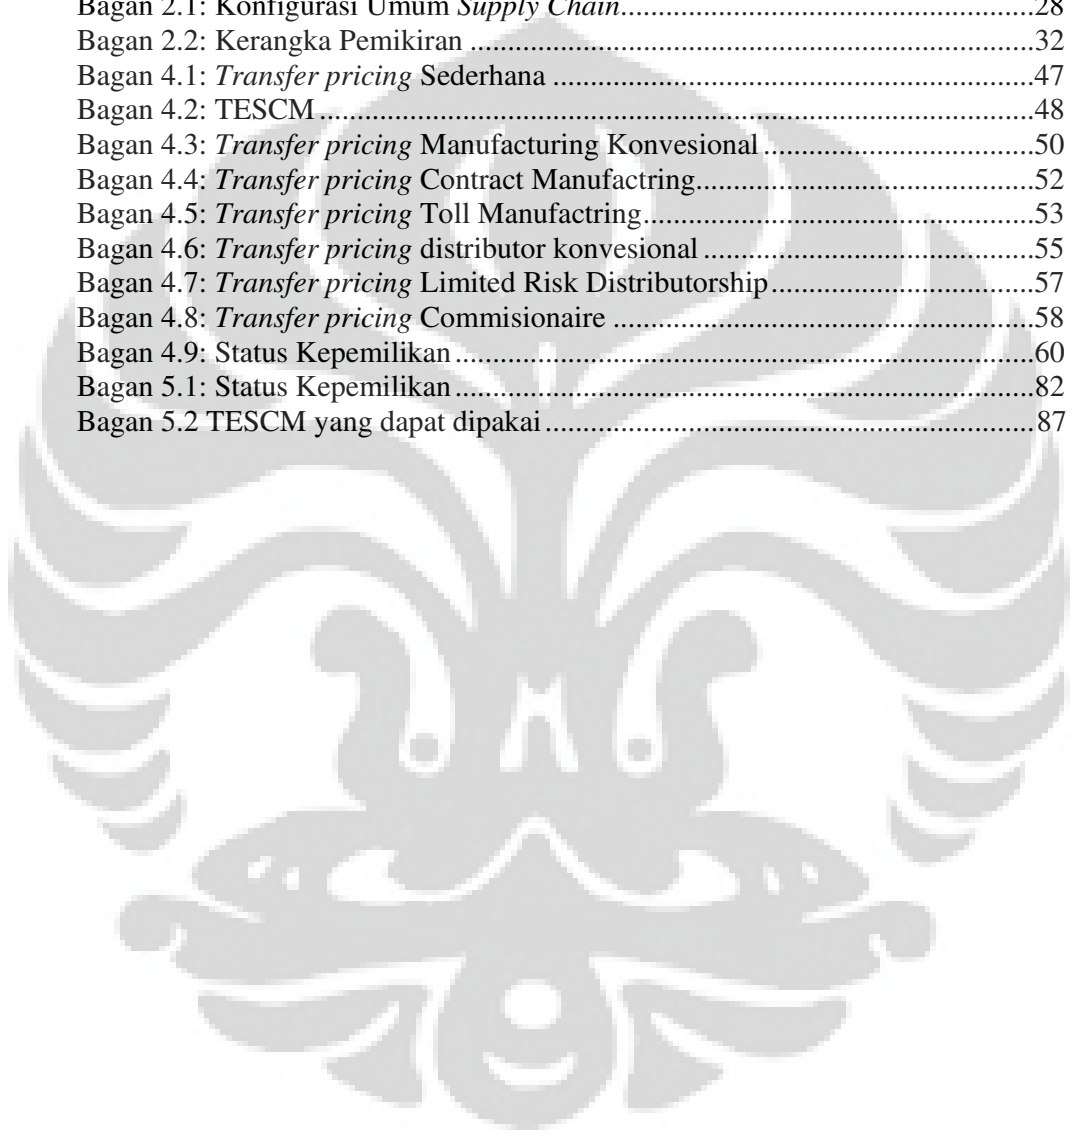 Bagan 2.1: Konfigurasi Umum Supply Chain....................................................................28
Bagan 2.2: Kerangka Pemikiran ....................................................................32
Bagan 4.1: Transfer pricing Sederhana ....................................................................47
Bagan 4.2: TESCM....................................................................48
Bagan 4.3: Transfer pricing Manufacturing Konvesional ....................................................................50
Bagan 4.4: Transfer pricing Contract Manufactring....................................................................52
Bagan 4.5: Transfer pricing Toll Manufactring....................................................................53
Bagan 4.6: Transfer pricing distributor konvesional ....................................................................55
Bagan 4.7: Transfer pricing Limited Risk Distributorship....................................................................57
Bagan 4.8: Transfer pricing Commisionaire ....................................................................58
Bagan 4.9: Status Kepemilikan ....................................................................60
Bagan 5.1: Status Kepemilikan ....................................................................82
Bagan 5.2 TESCM yang dapat dipakai ....................................................................87